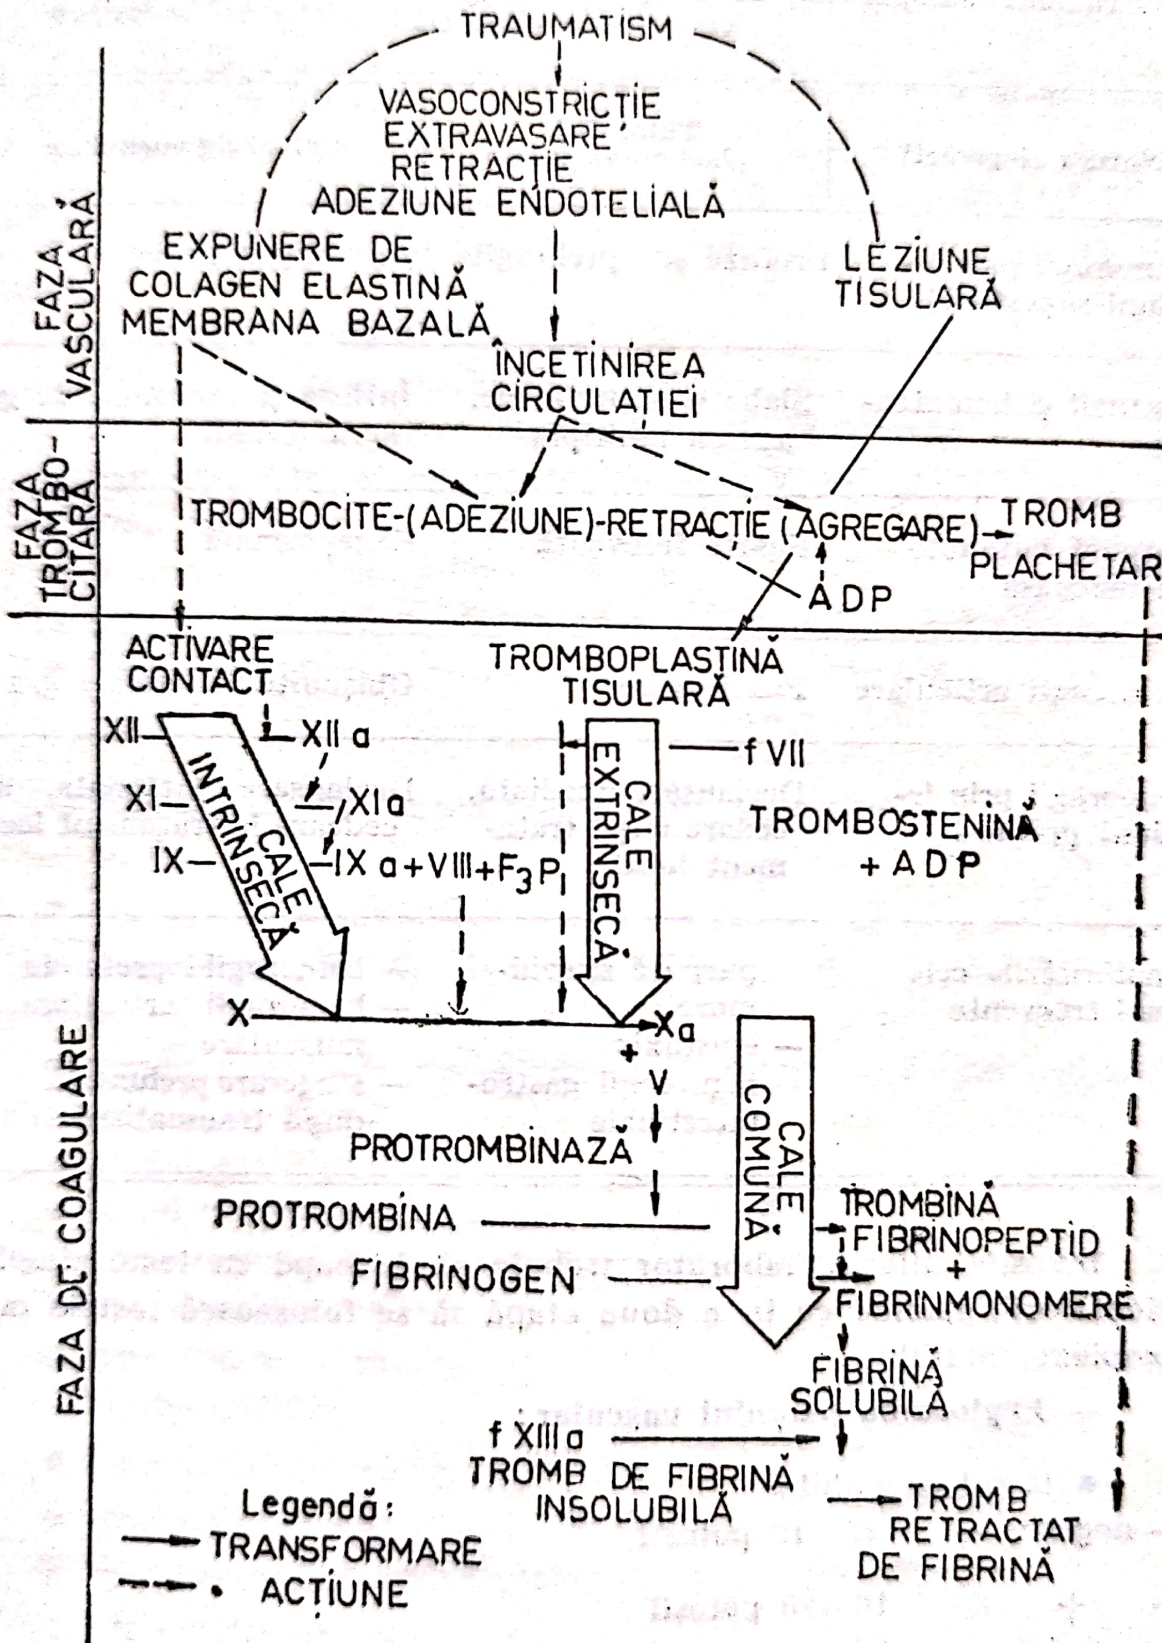 TRAUMATISM
VASOCONSTRICȚIE
EXTRAVASARE
RETRACȚIE
ADEZIUNE ENDOTELIALĂ
FAZA
VASCULARĂ
EXPUNERE DE
COLAGEN ELASTINĂ
MEMBRANA BAZALĂ
LEZIUNE
TISULARĂ
ÎNCETINIREA
CIRCULAȚIEI
FAZA
TROMBO-
CITARĂ
TROMBOCITE-(ADEZIUNE)-RETRACȚIE (AGREGARE)
TROMB
PLACHETAR
ADP
FAZA DE COAGULARE
ACTIVARE
CONTACT
TROMBOPLASTINĂ
TISULARĂ
XII
XII a
f VII
XI
XI a
IX
IX a + VIII + F3P
CALE
INTRINSECĂ
CALE
EXTRINSECĂ
TROMBOSTENINĂ
+ ADP
X
Xa
+
V
CALE
COMUNĂ
PROTROMBINAZĂ
PROTROMBINA
TROMBINĂ
FIBRINOPEPTID
+
FIBRINOGEN
FIBRINMONOMERE
FIBRINĂ
SOLUBILĂ
f XIII a
TROMB DE FIBRINĂ
INSOLUBILĂ
TROMB
RETRACTAT
DE FIBRINĂ
Legendă:
TRANSFORMARE
ACȚIUNE